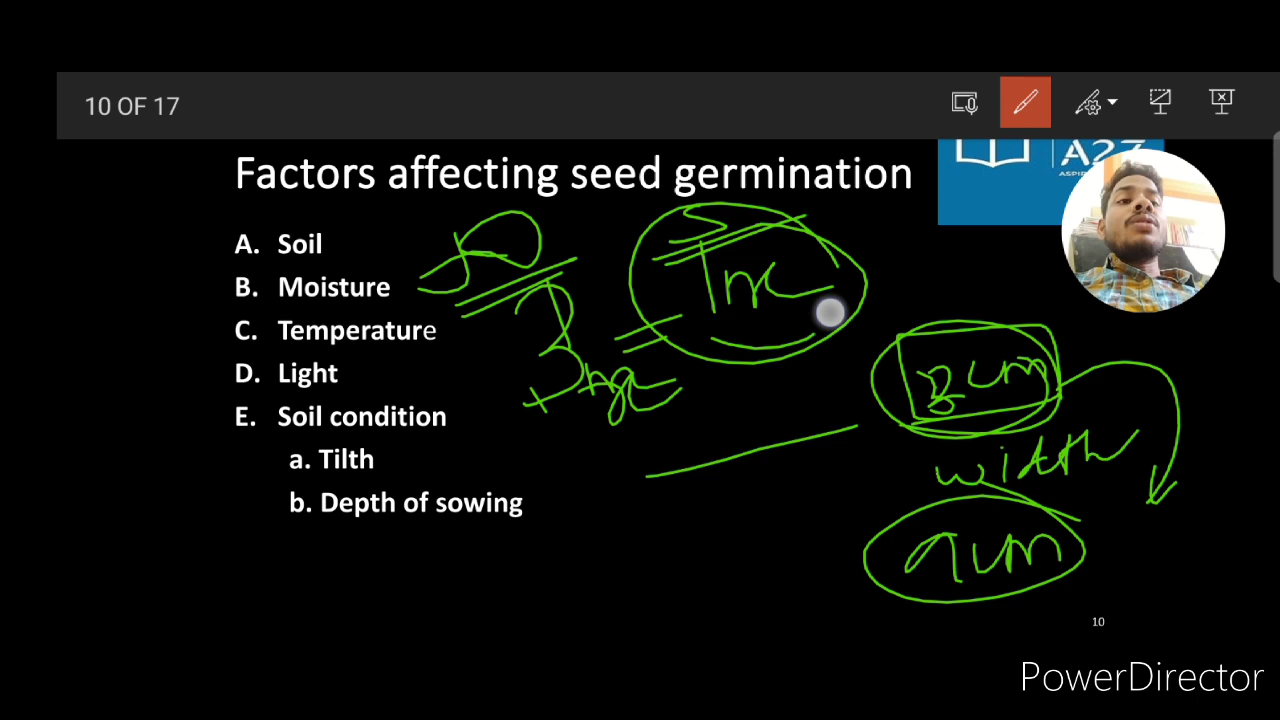 10 OF 17
Factors affecting seed germination
A. Soil
B. Moisture
C. Temperature
D. Light
E. Soil condition
a. Tilth
b. Depth of sowing
width
10
PowerDirector